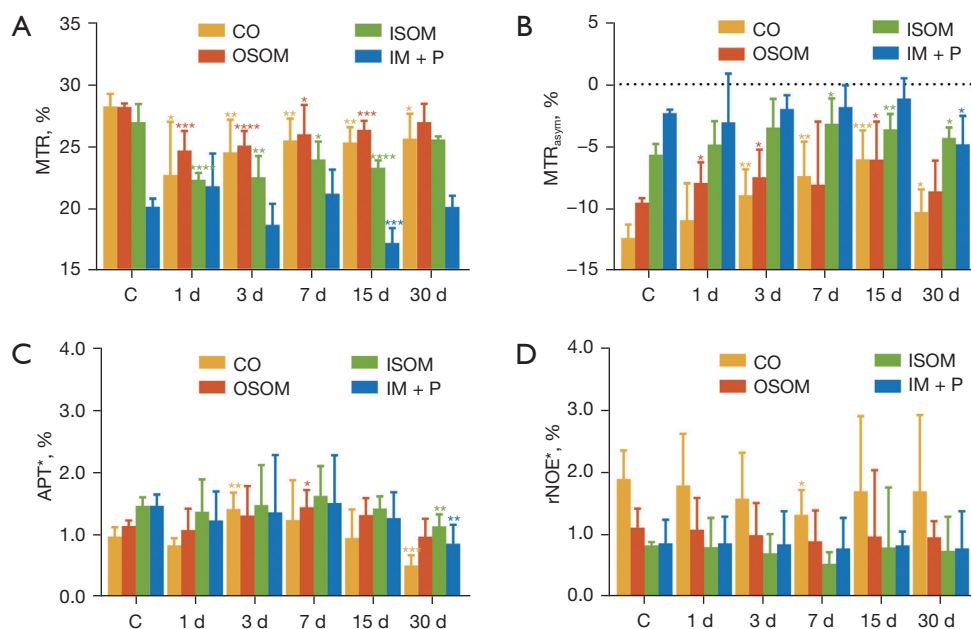 A
CO
OSOM
ISOM
IM + P
MTR, %
35
30
25
20
15
*
***
****
**
****
**
**
*
**
***
****
***
*
C
1 d
3 d
7 d
15 d
30 d
B
CO
OSOM
ISOM
IM + P
MTRasym, %
5
0
−5
−10
−15
*
**
*
**
*
***
*
**
*
*
*
C
1 d
3 d
7 d
15 d
30 d
C
CO
OSOM
ISOM
IM + P
APT*, %
4.0
3.0
2.0
1.0
0.0
**
*
***
**
**
C
1 d
3 d
7 d
15 d
30 d
D
CO
OSOM
ISOM
IM + P
rNOE*, %
4.0
3.0
2.0
1.0
0.0
*
C
1 d
3 d
7 d
15 d
30 d